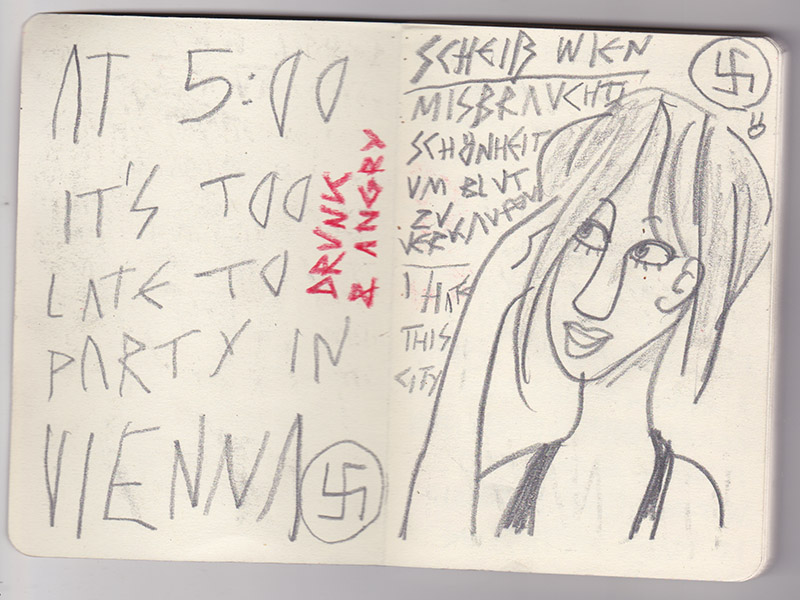 AT 5:00
IT'S TOO
LATE TO
PARTY IN
VIENNA
DRUNK
& ANGRY
SCHEIß WIEN
SCHÖNHEIT
UM BLUT
ZU
VERKAUFEN
I HATE
THIS
CITY